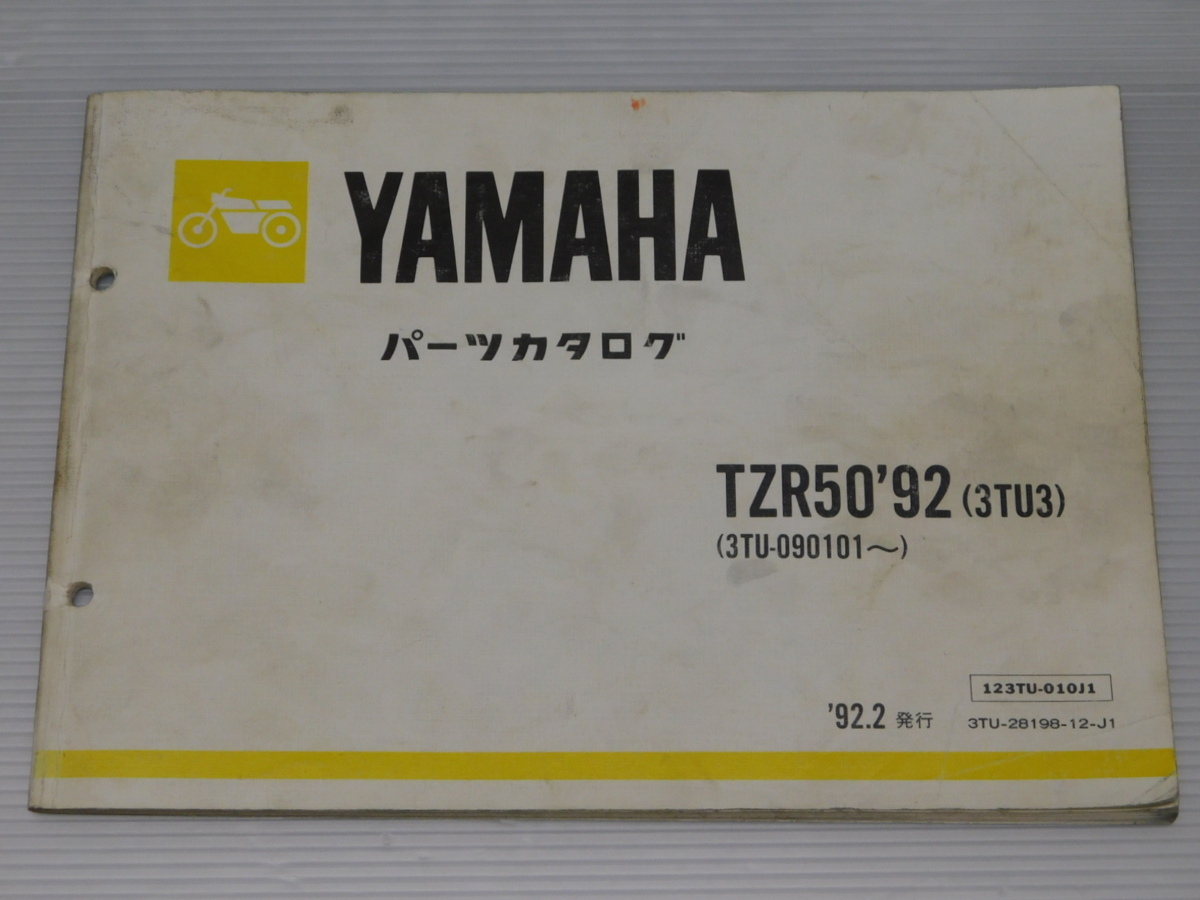 YAMAHA
パーツカタログ
TZR50'92 (3TU3)
(3TU-090101～)
123TU-010J1
'92.2 発行 3TU-28198-12-J1